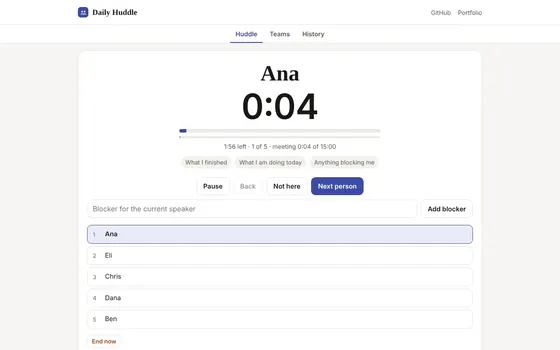 Daily Huddle
GitHub Portfolio
Huddle Teams History
Ana
0:04
1:56 left · 1 of 5 · meeting 0:04 of 15:00
What I finished What I am doing today Anything blocking me
Pause Back Not here Next person
Blocker for the current speaker Add blocker
1 Ana
2 Eli
3 Chris
4 Dana
5 Ben
End now